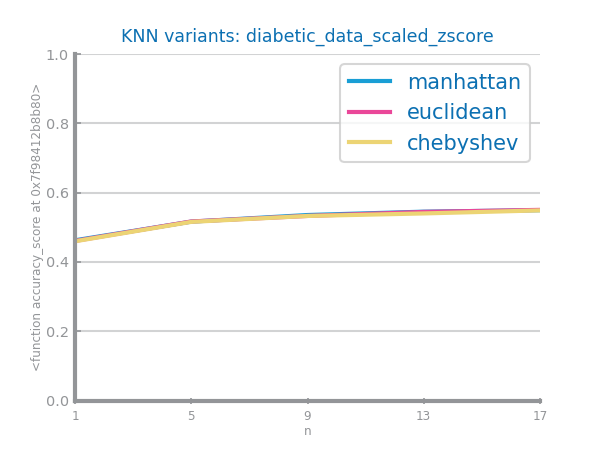 KNN variants: diabetic_data_scaled_zscore
<function accuracy_score at 0x7f98412b8b80>
1.0
0.8
0.6
0.4
0.2
0.0
manhattan
euclidean
chebyshev
1 5 9 13 17
n